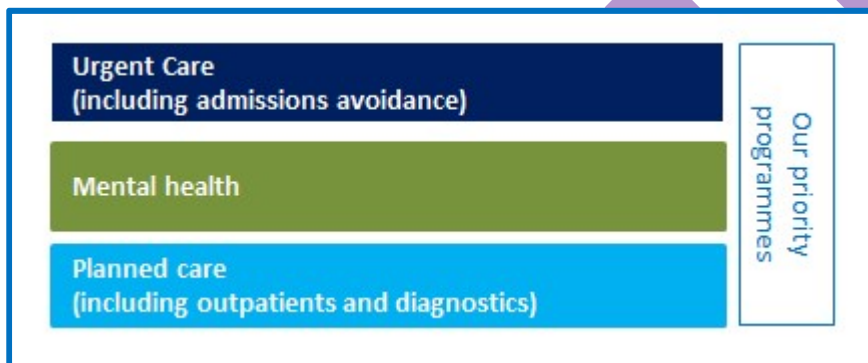 Urgent Care
(including admissions avoidance)
Mental health
Planned care
(including outpatients and diagnostics)
Our priority
programmes